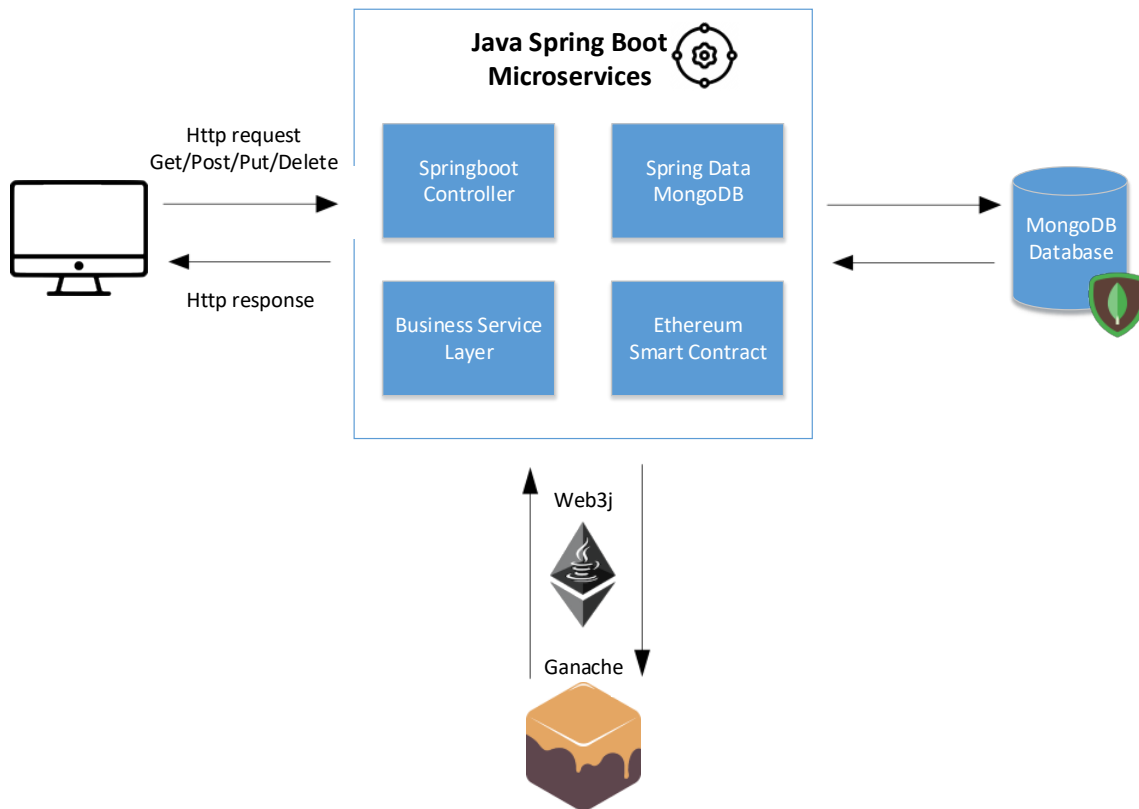 Java Spring Boot
Microservices
Http request
Get/Post/Put/Delete
Springboot
Controller
Spring Data
MongoDB
MongoDB
Database
Http response
Business Service
Layer
Ethereum
Smart Contract
Web3j
Ganache